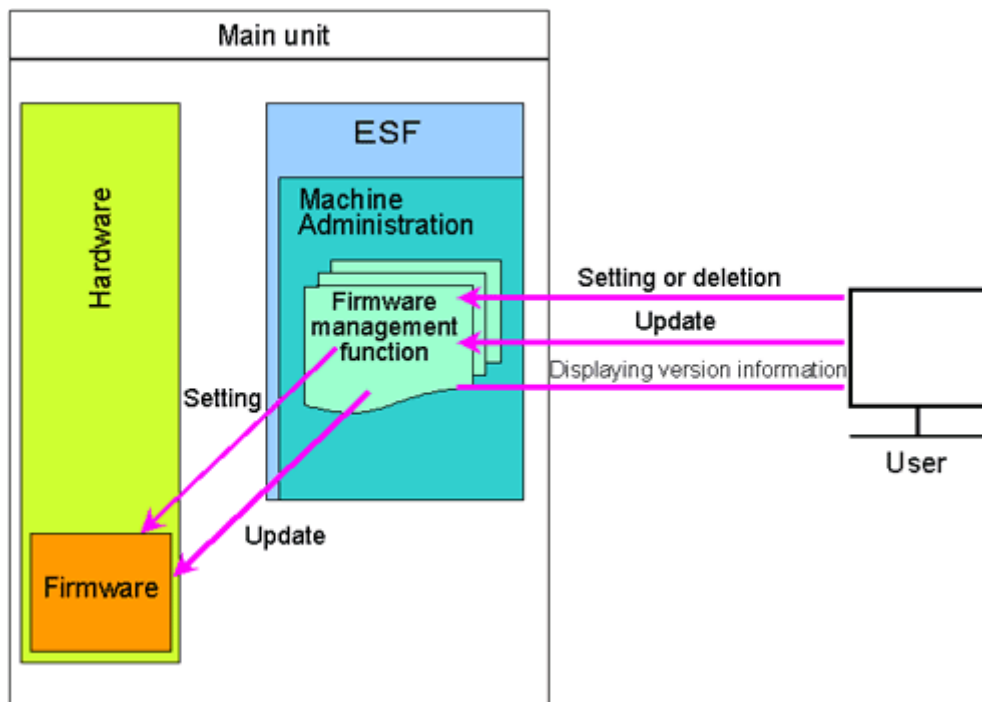 Main unit
Hardware
ESF
Machine
Administration
Firmware
management
function
Setting or deletion
Update
Displaying version information
User
Setting
Update
Firmware